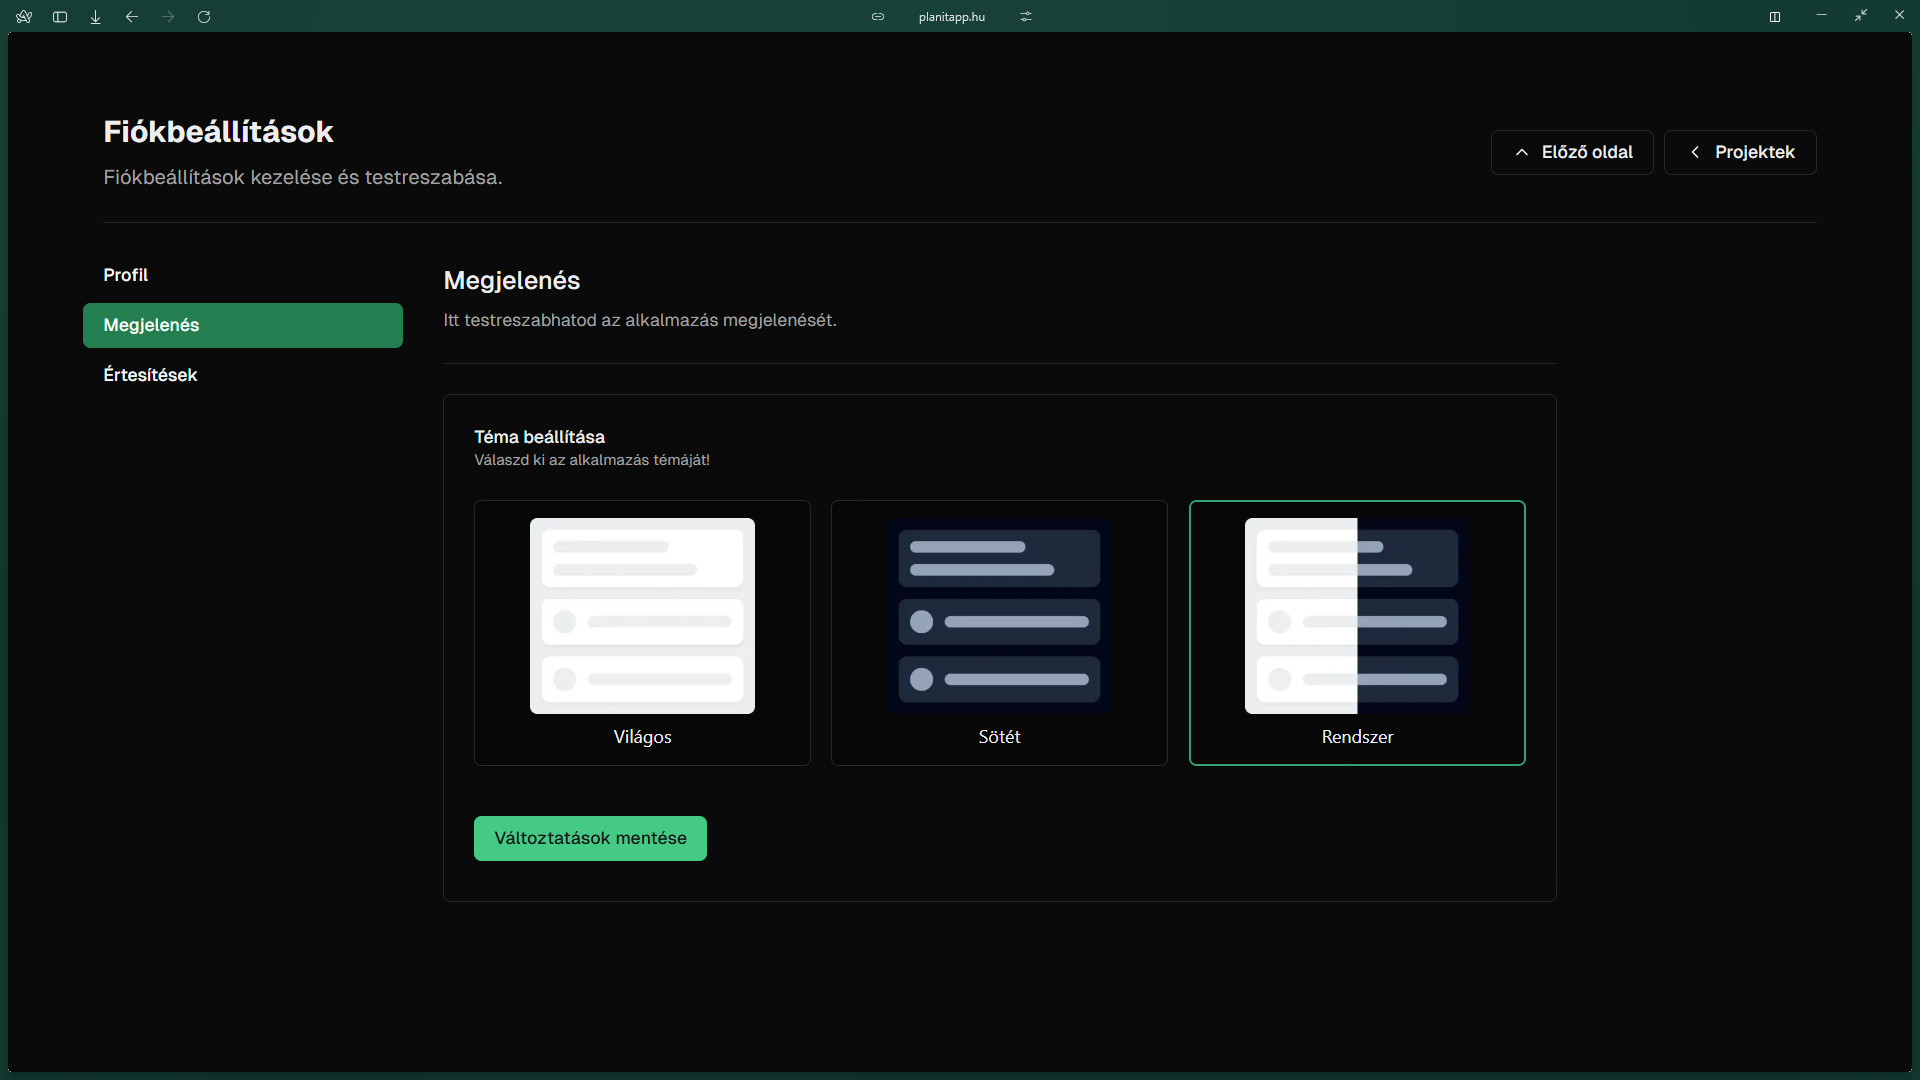 planitapp.hu
Fiókbeállítások
Fiókbeállítások kezelése és testreszabása.
Előző oldal
Projektek
Profil
Megjelenés
Értesítések
Megjelenés
Itt testreszabhatod az alkalmazás megjelenését.
Téma beállítása
Válaszd ki az alkalmazás témáját!
Világos
Sötét
Rendszer
Változtatások mentése